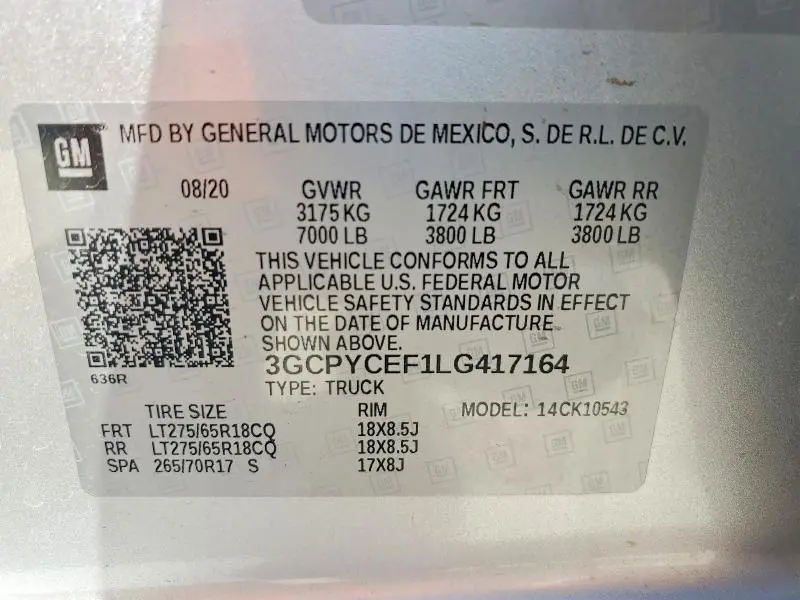 GM
MFD BY GENERAL MOTORS DE MEXICO, S. DE R.L. DE C.V.
08/20 GVWR GAWR FRT GAWR RR
3175 KG 1724 KG 1724 KG
7000 LB 3800 LB 3800 LB
THIS VEHICLE CONFORMS TO ALL
APPLICABLE U.S. FEDERAL MOTOR
VEHICLE SAFETY STANDARDS IN EFFECT
ON THE DATE OF MANUFACTURE
SHOWN ABOVE.
3GCPYCEF1LG417164
636R
TYPE: TRUCK
TIRE SIZE RIM MODEL: 14CK10543
FRT LT275/65R18CQ 18X8.5J
RR LT275/65R18CQ 18X8.5J
SPA 265/70R17 S 17X8J